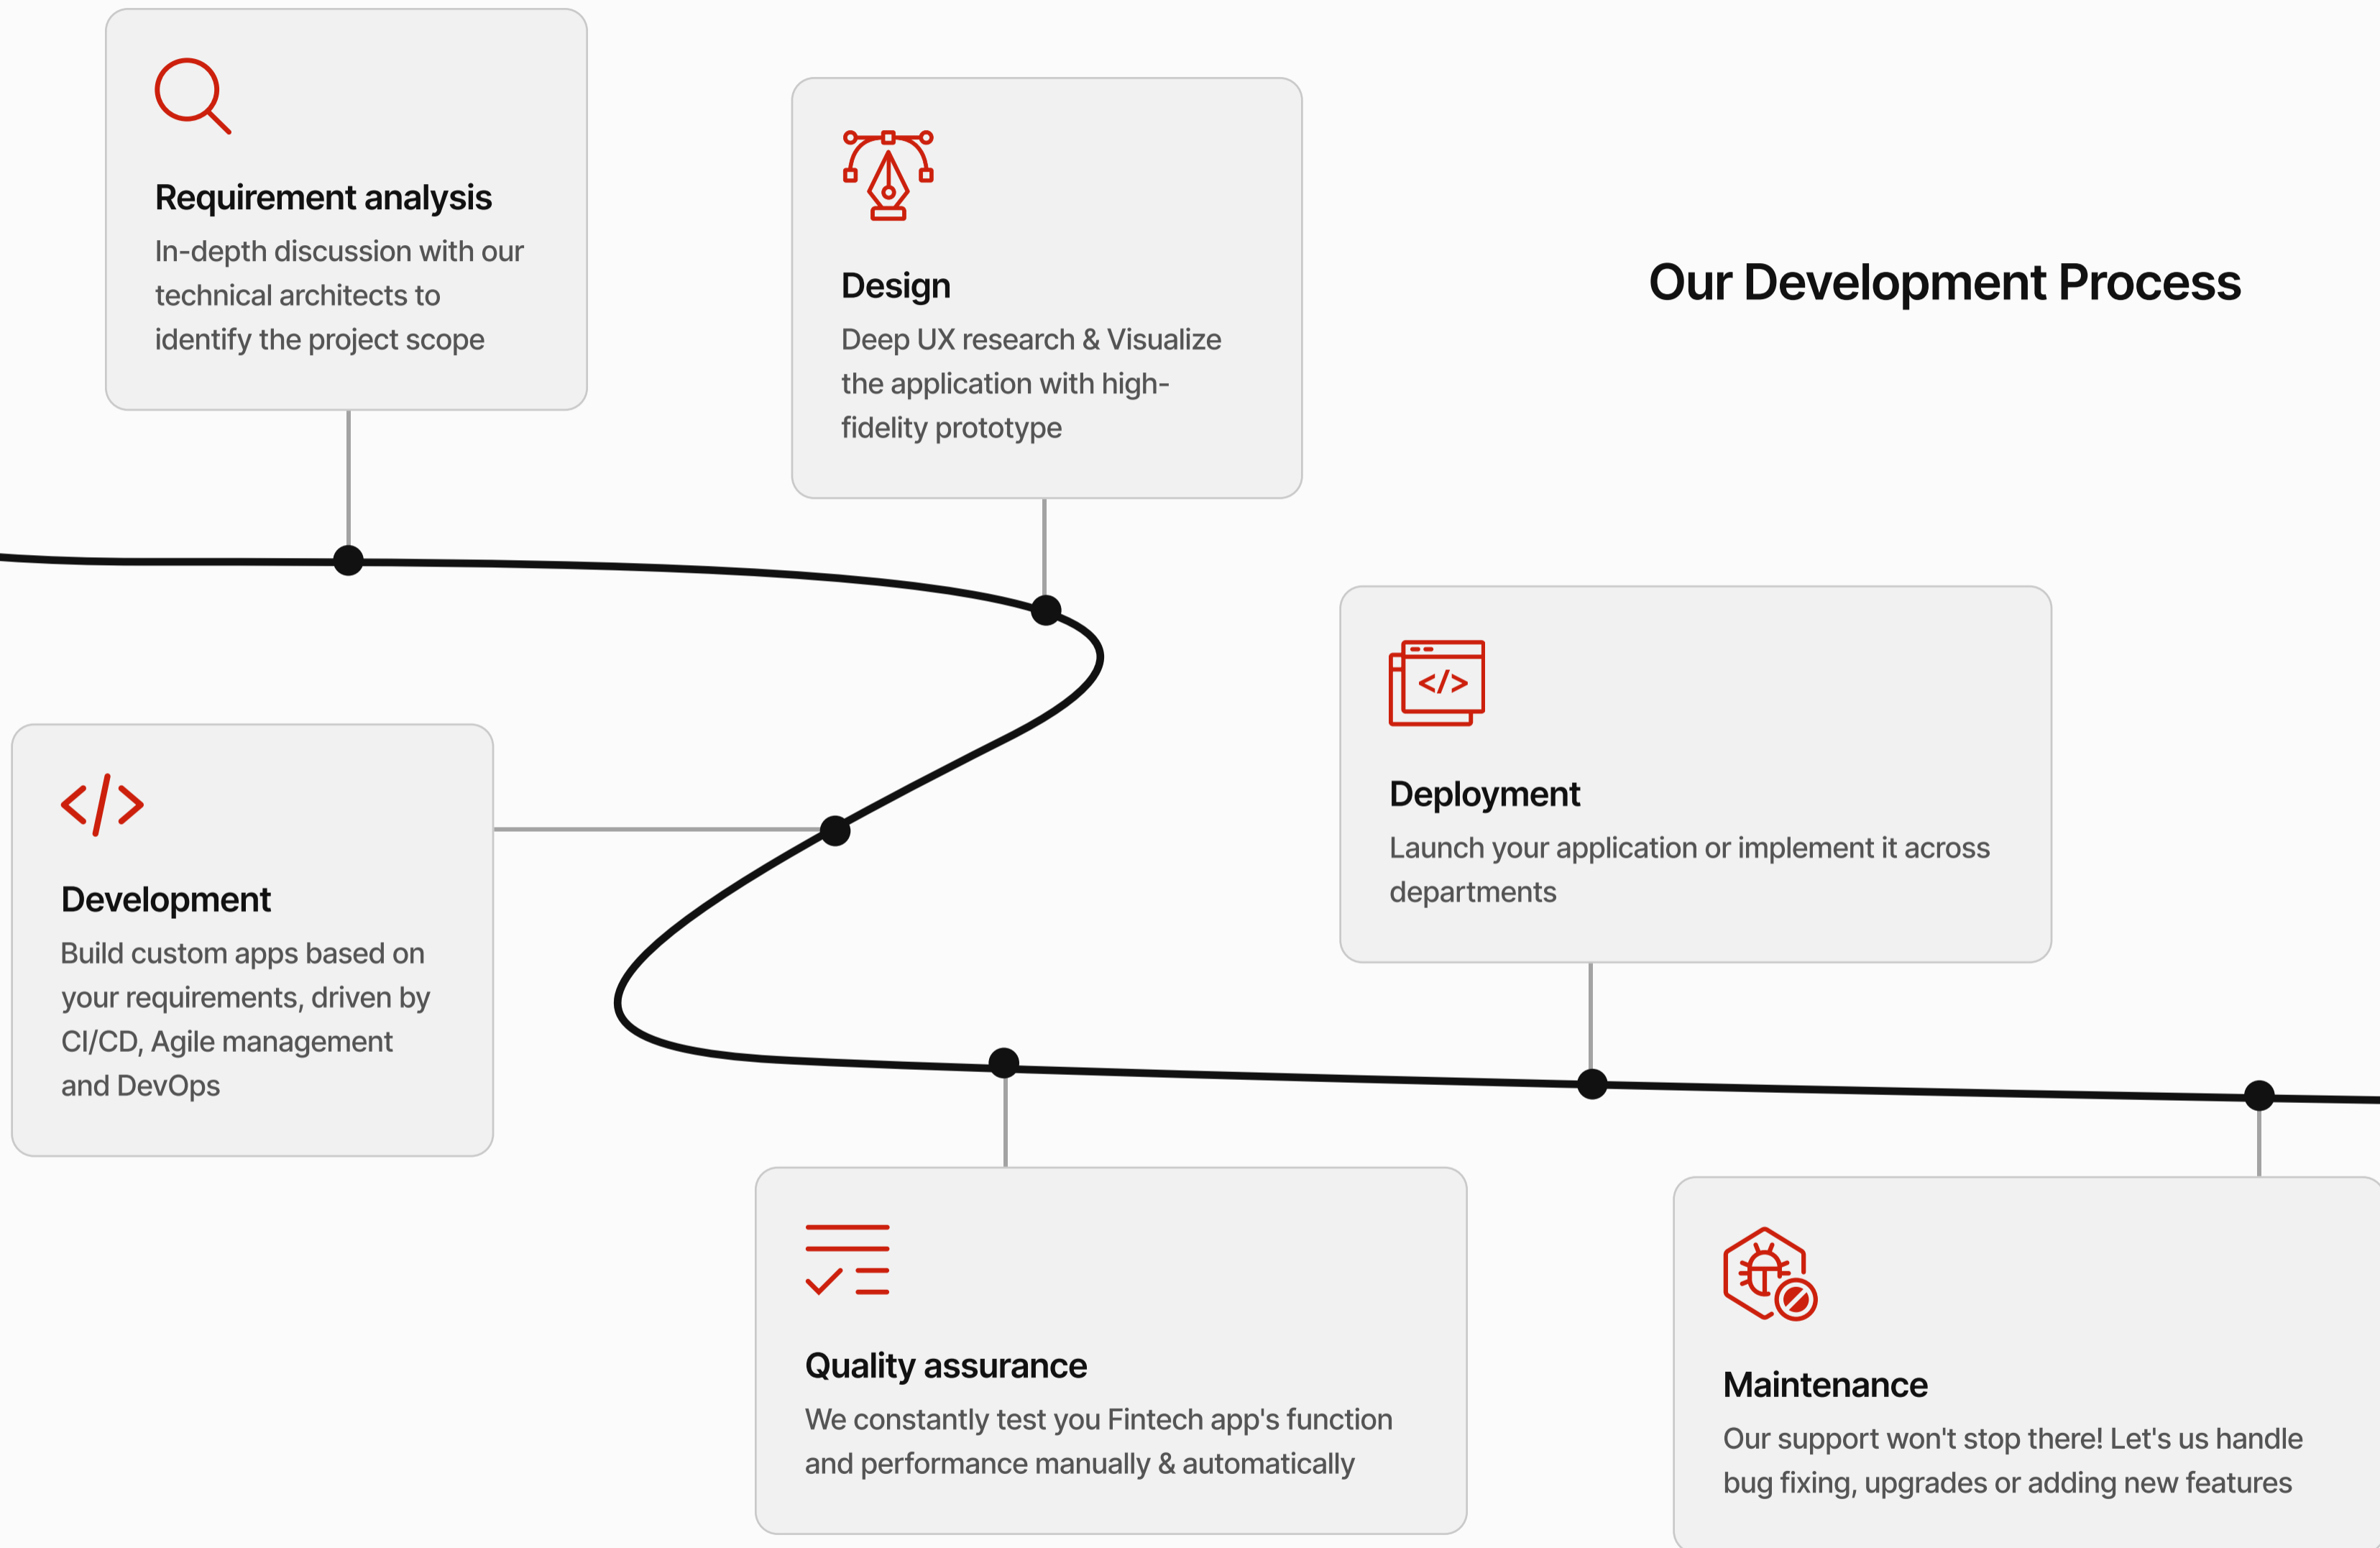 Our Development Process
Requirement analysis
In-depth discussion with our
technical architects to
identify the project scope
Design
Deep UX research & Visualize
the application with high-
fidelity prototype
</>
Development
Build custom apps based on
your requirements, driven by
CI/CD, Agile management
and DevOps
Quality assurance
We constantly test you Fintech app's function
and performance manually & automatically
</>
Deployment
Launch your application or implement it across
departments
Maintenance
Our support won't stop there! Let's us handle
bug fixing, upgrades or adding new features